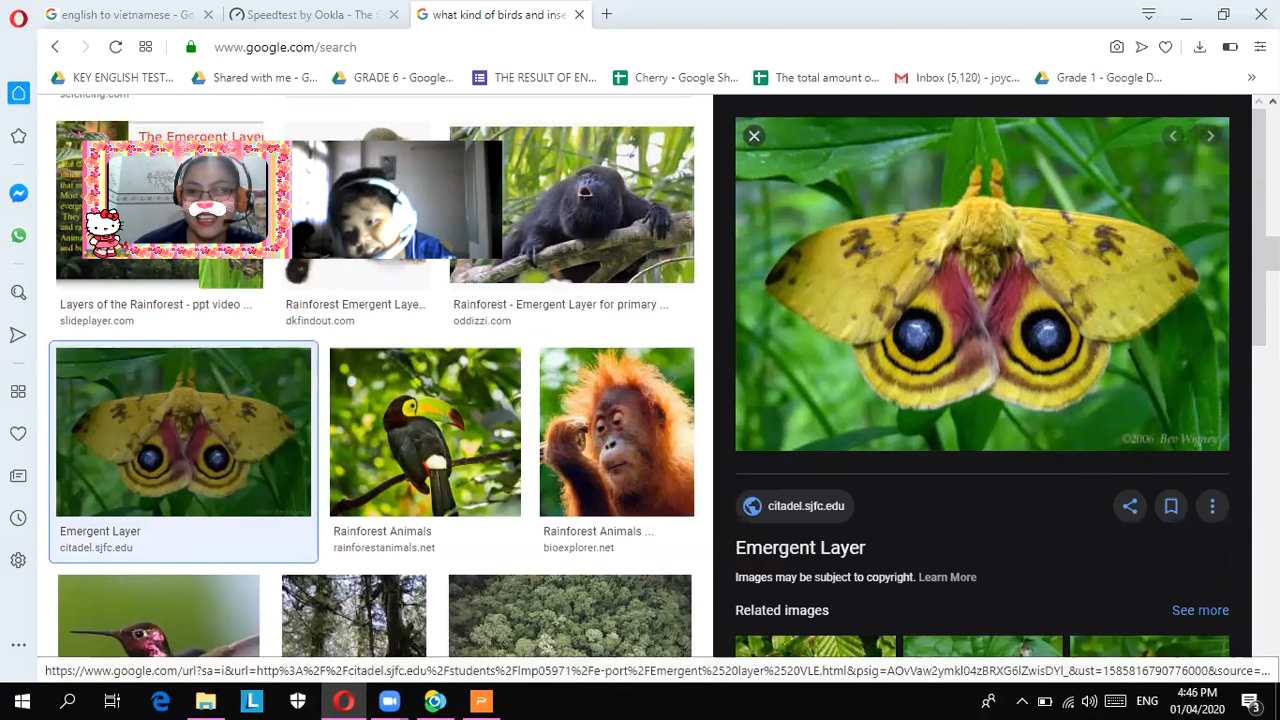 english to vietnamese - Go
Speedtest by Ookla - The G
what kind of birds and inse
www.google.com/search
KEY ENGLISH TEST...
Shared with me - G...
GRADE 6 - Google...
THE RESULT OF EN...
Cherry - Google Sh...
The total amount o...
Inbox (5,120) - joyc...
Grade 1 - Google D...
The Emergent Layer
Layers of the Rainforest - ppt video ...
slideplayer.com
Rainforest Emergent Laye...
dkfindout.com
Rainforest - Emergent Layer for primary ...
oddizzi.com
Emergent Layer
citadel.sjfc.edu
Rainforest Animals
rainforestanimals.net
Rainforest Animals ...
bioexplorer.net
©2006 Bev Wigney
citadel.sjfc.edu
Emergent Layer
Images may be subject to copyright. Learn More
Related images
See more
https://www.google.com/url?sa=i&url=http%3A%2F%2Fcitadel.sjfc.edu%2Fstudents%2Flmp05971%2Fe-port%2FEmergent%2520layer%2520VLE.html&psig=AOvVaw2ymkl04zBRXG6lZwisDYl_&ust=1585816790776000&source=...
ENG
4:46 PM
01/04/2020
3